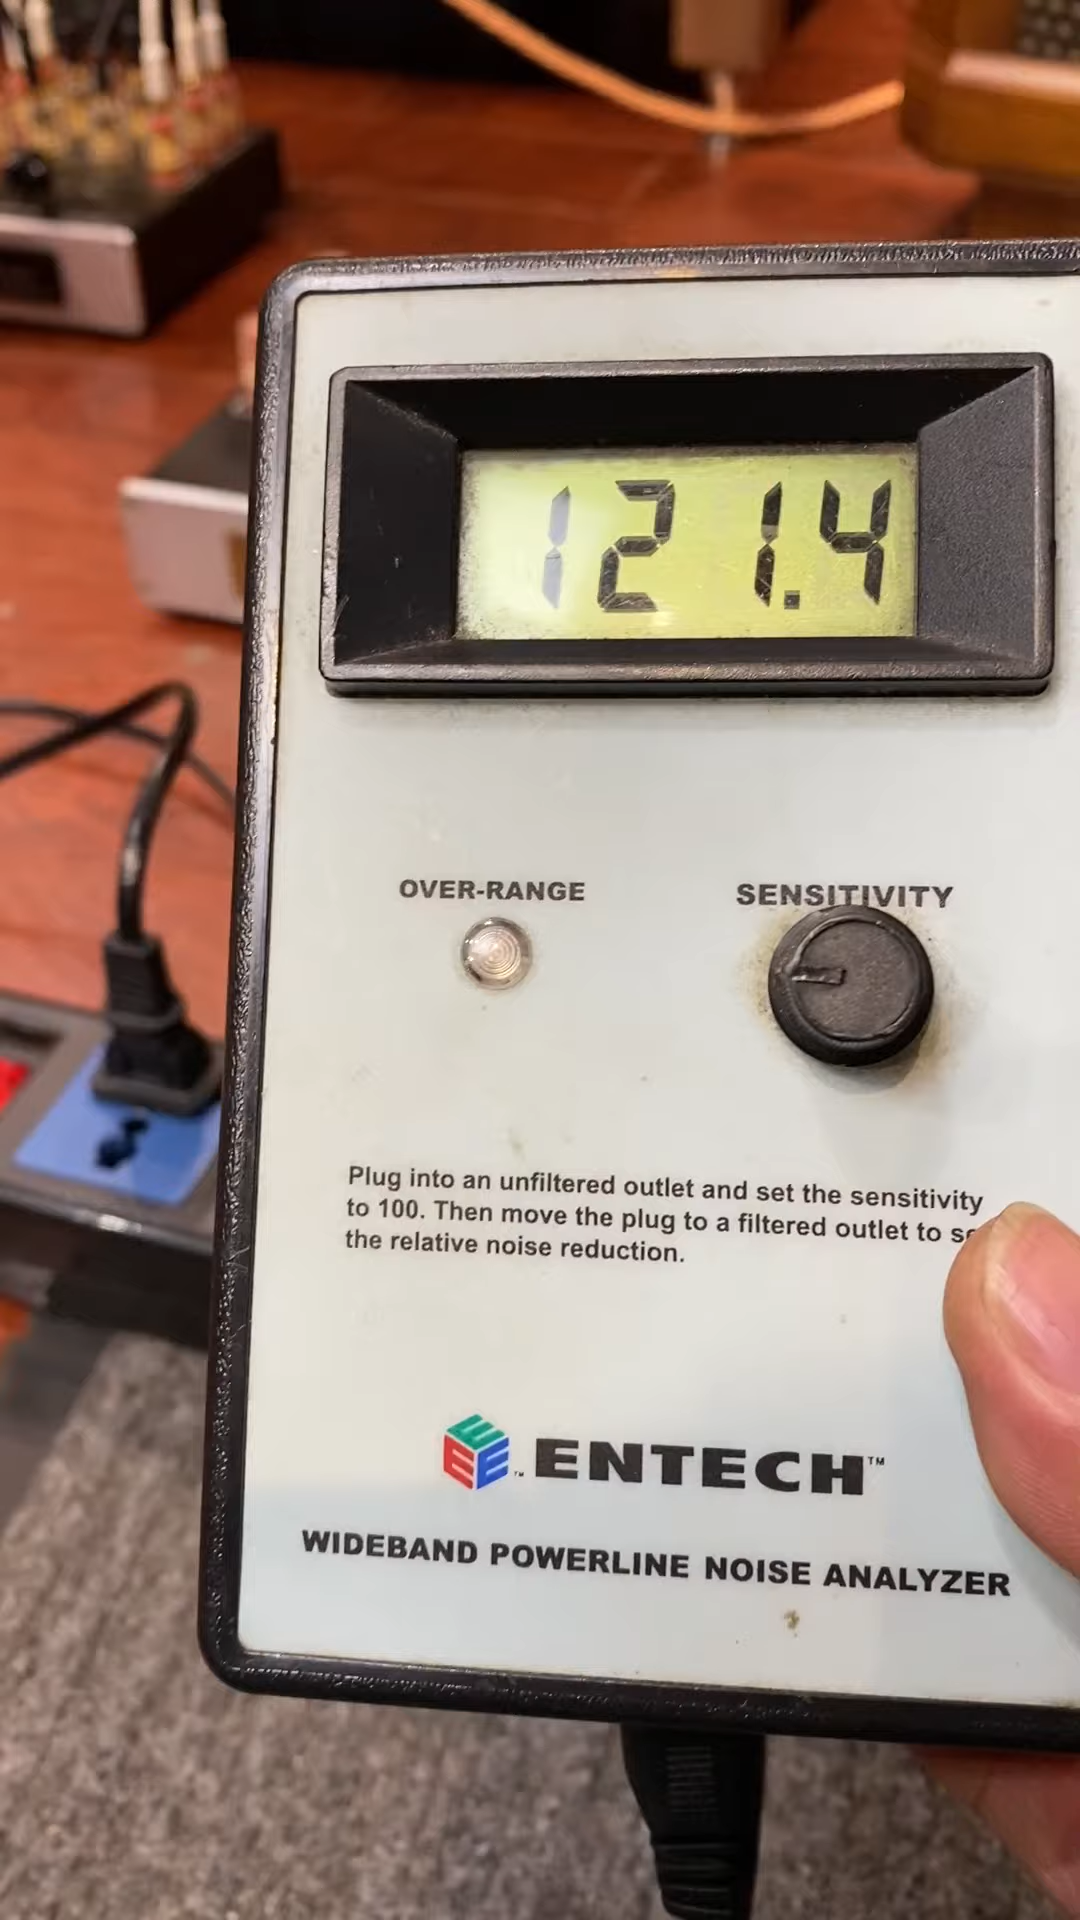 121.4
OVER-RANGE
SENSITIVITY
Plug into an unfiltered outlet and set the sensitivity
to 100. Then move the plug to a filtered outlet to
the relative noise reduction.
ENTECH™
WIDEBAND POWERLINE NOISE ANALYZER